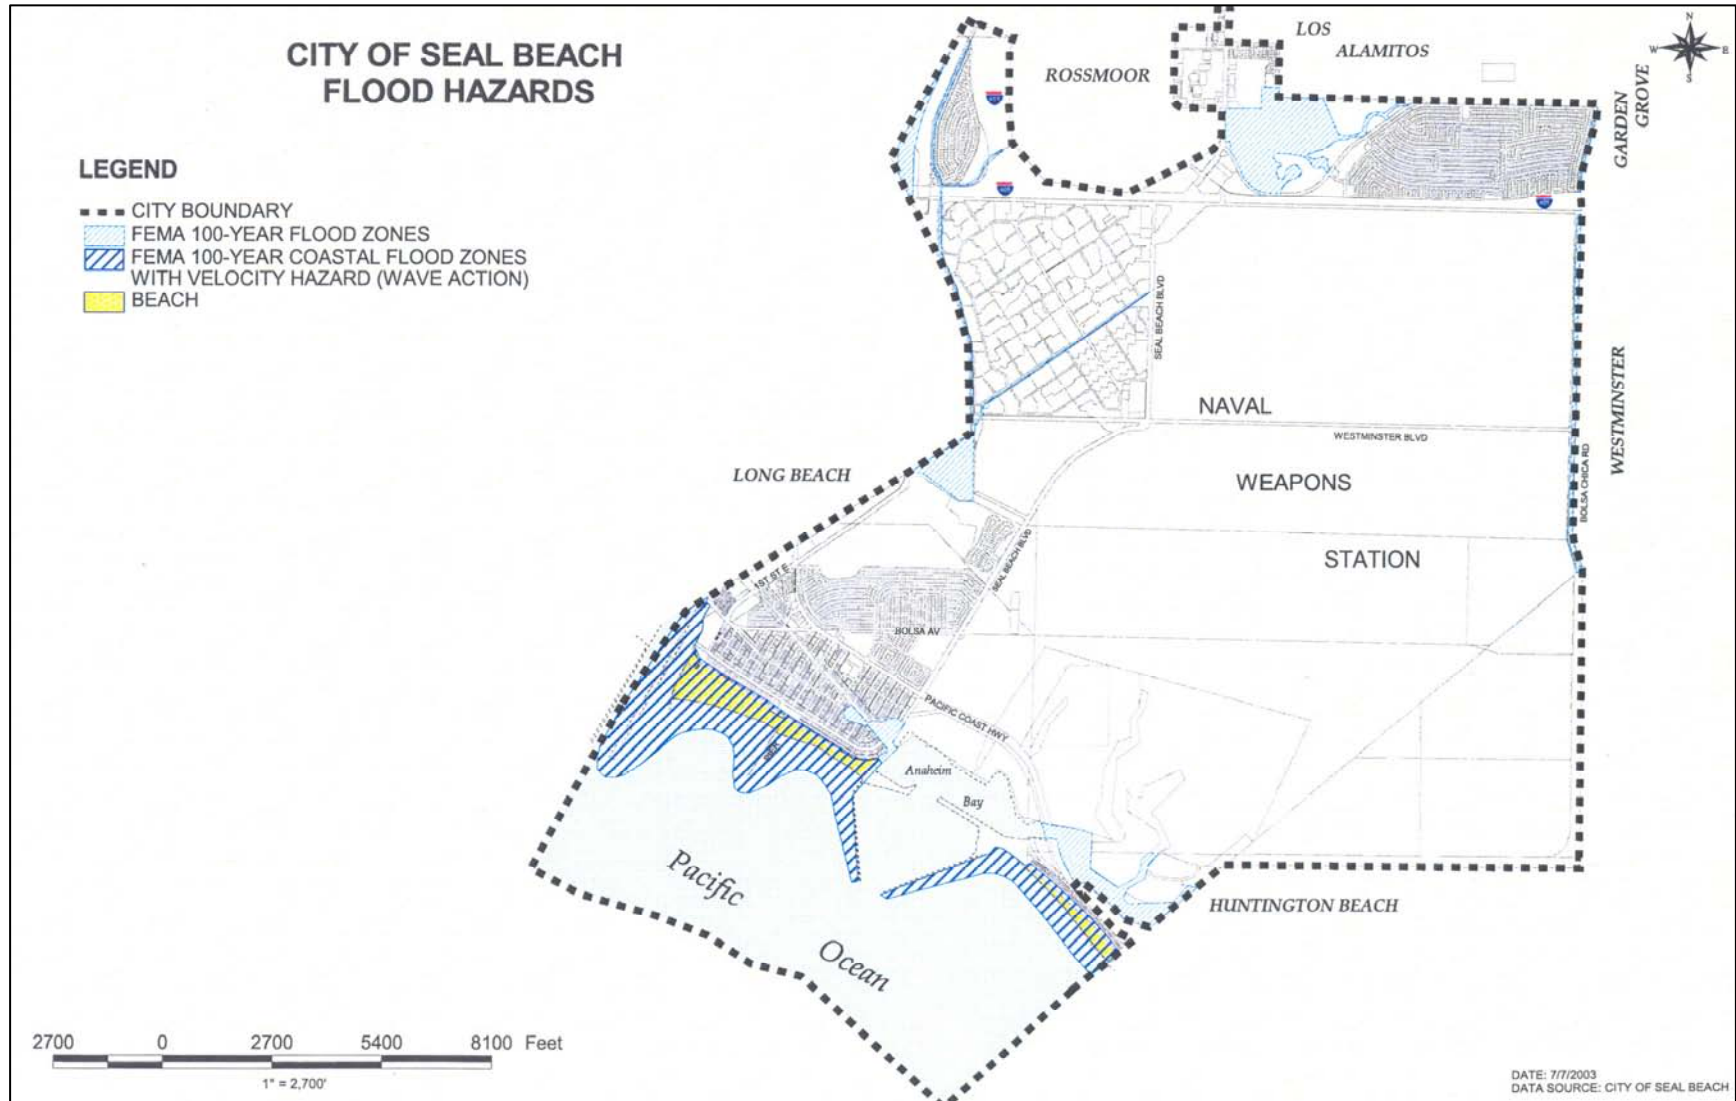 CITY OF SEAL BEACH
FLOOD HAZARDS
LEGEND
CITY BOUNDARY
FEMA 100-YEAR FLOOD ZONES
FEMA 100-YEAR COASTAL FLOOD ZONES
WITH VELOCITY HAZARD (WAVE ACTION)
BEACH
LOS
ALAMITOS
ROSSMOOR
GARDEN
GROVE
N
W
E
S
405
SEAL BEACH BLVD
NAVAL
WESTMINSTER BLVD
WESTMINSTER
LONG BEACH
WEAPONS
BOLSA CHICA RD
STATION
SEAL BEACH BLVD
1ST ST E
BOLSA AV
PACIFIC COAST HWY
Anaheim
Bay
Pacific
Ocean
HUNTINGTON BEACH
2700 0 2700 5400 8100 Feet
1" = 2,700'
DATE: 7/7/2003
DATA SOURCE: CITY OF SEAL BEACH